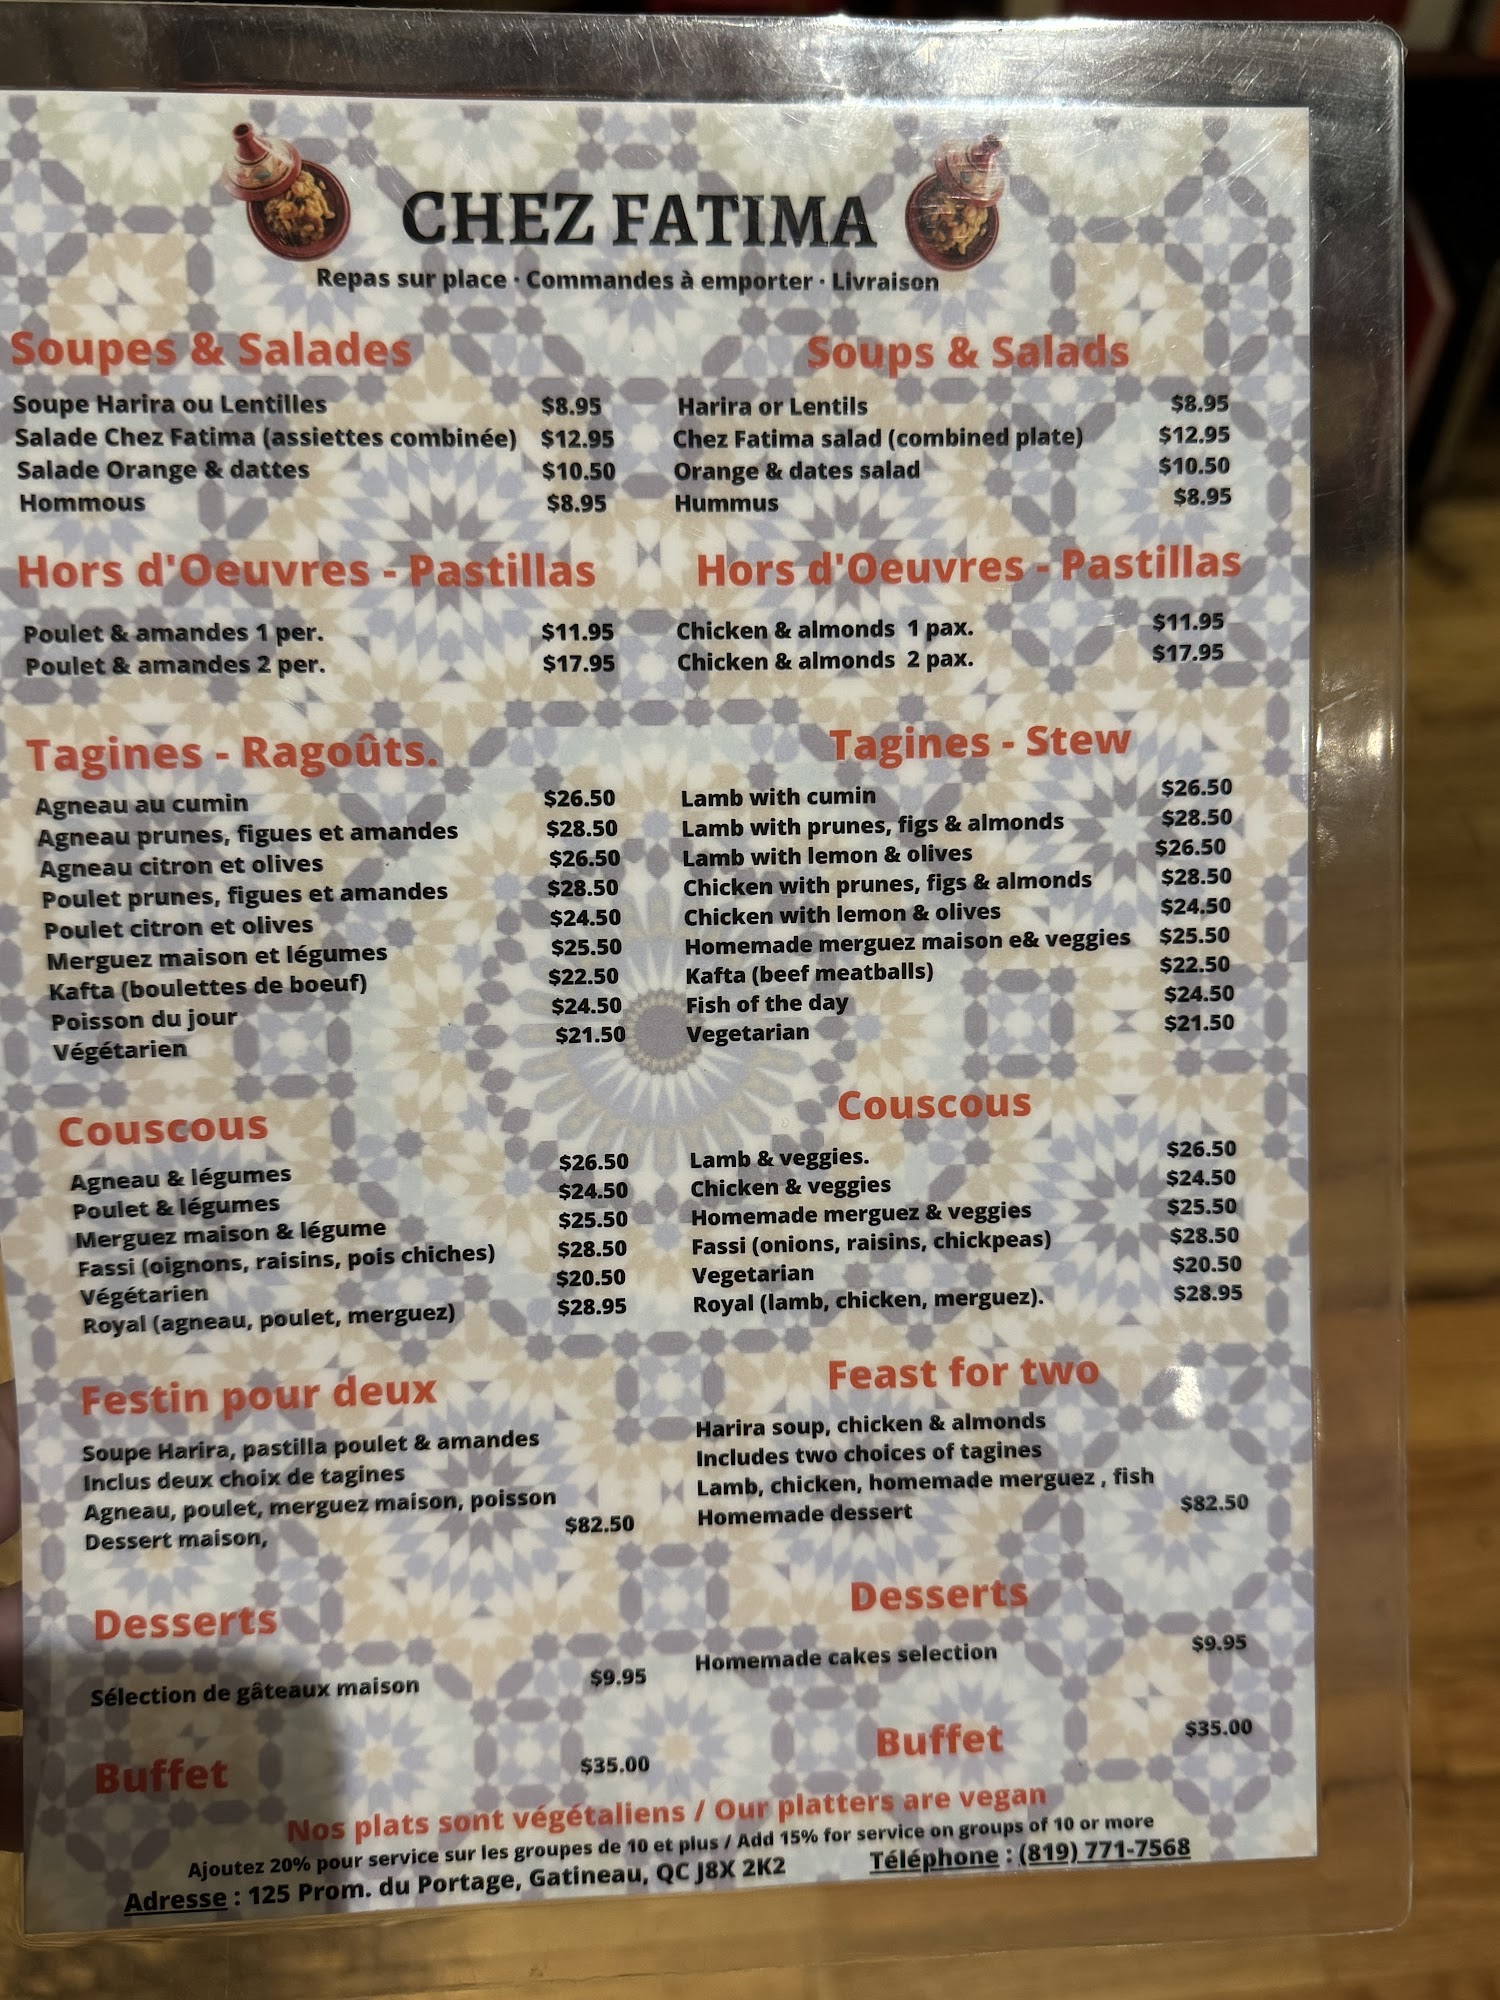 CHEZ FATIMA
Repas sur place · Commandes à emporter · Livraison
Soupes & Salades
Soupe Harira ou Lentilles $8.95
Salade Chez Fatima (assiettes combinée) $12.95
Salade Orange & dattes $10.50
Hommous $8.95
Hors d'Oeuvres - Pastillas
Poulet & amandes 1 per. $11.95
Poulet & amandes 2 per. $17.95
Tagines - Ragoûts.
Agneau au cumin $26.50
Agneau prunes, figues et amandes $28.50
Agneau citron et olives $26.50
Poulet prunes, figues et amandes $28.50
Poulet citron et olives $24.50
Merguez maison et légumes $25.50
Kafta (boulettes de boeuf) $22.50
Poisson du jour $24.50
Végétarien $21.50
Couscous
Agneau & légumes $26.50
Poulet & légumes $24.50
Merguez maison & légume $25.50
Fassi (oignons, raisins, pois chiches) $28.50
Végétarien $20.50
Royal (agneau, poulet, merguez) $28.95
Festin pour deux
Soupe Harira, pastilla poulet & amandes
Inclus deux choix de tagines
Agneau, poulet, merguez maison, poisson
Dessert maison, $82.50
Desserts
Sélection de gâteaux maison $9.95
Buffet $35.00
Soups & Salads
Harira or Lentils $8.95
Chez Fatima salad (combined plate) $12.95
Orange & dates salad $10.50
Hummus $8.95
Hors d'Oeuvres - Pastillas
Chicken & almonds 1 pax. $11.95
Chicken & almonds 2 pax. $17.95
Tagines - Stew
Lamb with cumin $26.50
Lamb with prunes, figs & almonds $28.50
Lamb with lemon & olives $26.50
Chicken with prunes, figs & almonds $28.50
Chicken with lemon & olives $24.50
Homemade merguez maison e& veggies $25.50
Kafta (beef meatballs) $22.50
Fish of the day $24.50
Vegetarian $21.50
Couscous
Lamb & veggies. $26.50
Chicken & veggies $24.50
Homemade merguez & veggies $25.50
Fassi (onions, raisins, chickpeas) $28.50
Vegetarian $20.50
Royal (lamb, chicken, merguez). $28.95
Feast for two
Harira soup, chicken & almonds
Includes two choices of tagines
Lamb, chicken, homemade merguez , fish
Homemade dessert $82.50
Desserts
Homemade cakes selection $9.95
Buffet $35.00
Nos plats sont végétaliens / Our platters are vegan
Ajoutez 20% pour service sur les groupes de 10 et plus / Add 15% for service on groups of 10 or more
Adresse : 125 Prom. du Portage, Gatineau, QC J8X 2K2 Téléphone : (819) 771-7568